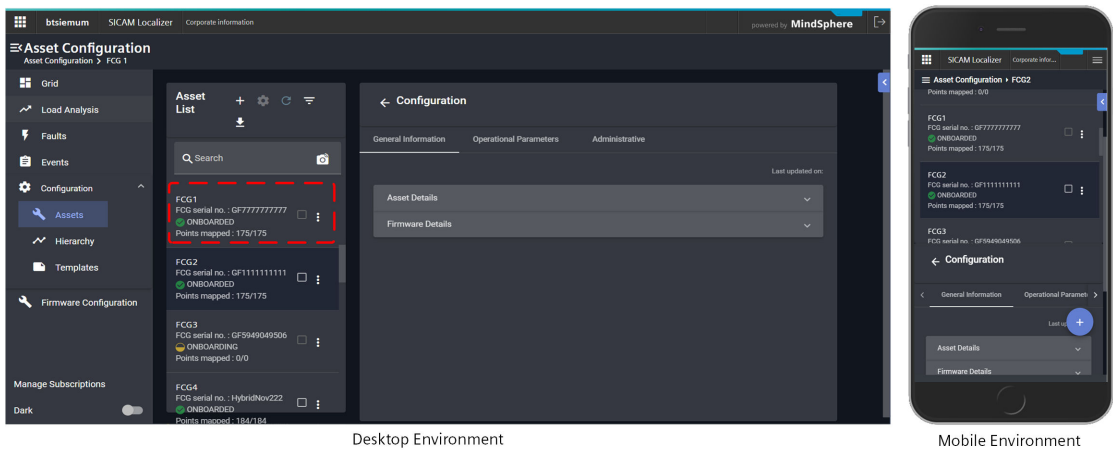 btsiemum SICAM Localizer Corporate information powered by MindSphere
Asset Configuration
Asset Configuration > FCG 1
Grid
Load Analysis
Faults
Events
Configuration
Assets
Hierarchy
Templates
Firmware Configuration
Manage Subscriptions
Dark
Asset
List
Search
FCG1
FCG serial no. : GF7777777777
ONBOARDED
Points mapped : 175/175
FCG2
FCG serial no. : GF1111111111
ONBOARDED
Points mapped : 175/175
FCG3
FCG serial no. : GF5949049506
ONBOARDING
Points mapped : 0/0
FCG4
FCG serial no. : HybridNov222
ONBOARDED
Points mapped : 184/184
Configuration
General Information Operational Parameters Administrative
Last updated on:
Asset Details
Firmware Details
Desktop Environment
SICAM Localizer Corporate infor...
Asset Configuration > FCG2
Points mapped : 0/0
FCG1
FCG serial no. : GF7777777777
ONBOARDED
Points mapped : 175/175
FCG2
FCG serial no. : GF1111111111
ONBOARDED
Points mapped : 175/175
FCG3
FCG serial no. : GF5949049506
Configuration
General Information Operational Paramet
Last u
Asset Details
Firmware Details
Mobile Environment